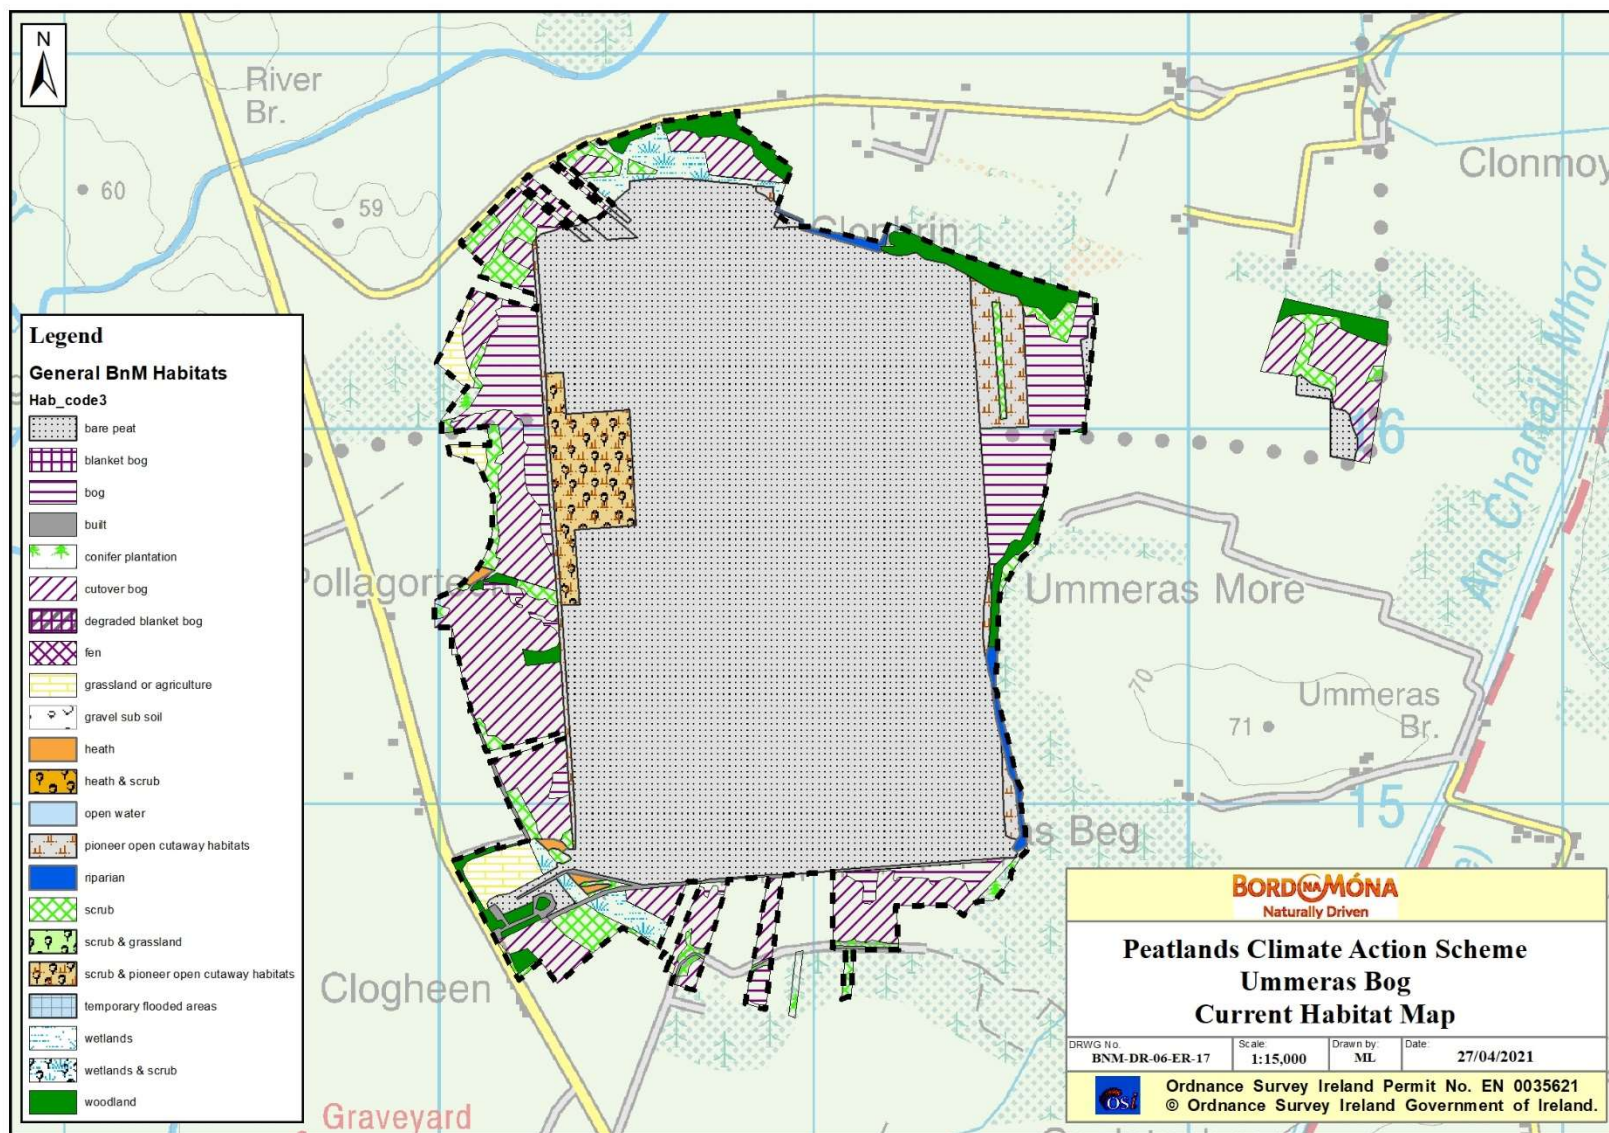 N
River
Br.
60
59
7
Clonmoy
Clonbrin
16
An Chanáil Mhór
Legend
General BnM Habitats
Hab_code3
bare peat
blanket bog
bog
built
conifer plantation
cutover bog
degraded blanket bog
fen
grassland or agriculture
gravel sub soil
heath
heath & scrub
open water
pioneer open cutaway habitats
riparian
scrub
scrub & grassland
scrub & pioneer open cutaway habitats
temporary flooded areas
wetlands
wetlands & scrub
woodland
Ummeras More
70
71
Ummeras
Br.
15
as Beg
Clogheen
Graveyard
BORD NA MÓNA
Naturally Driven
Peatlands Climate Action Scheme
Ummeras Bog
Current Habitat Map
DRWG No.
BNM-DR-06-ER-17
Scale:
1:15,000
Drawn by:
ML
Date:
27/04/2021
OSi
Ordnance Survey Ireland Permit No. EN 0035621
© Ordnance Survey Ireland Government of Ireland.